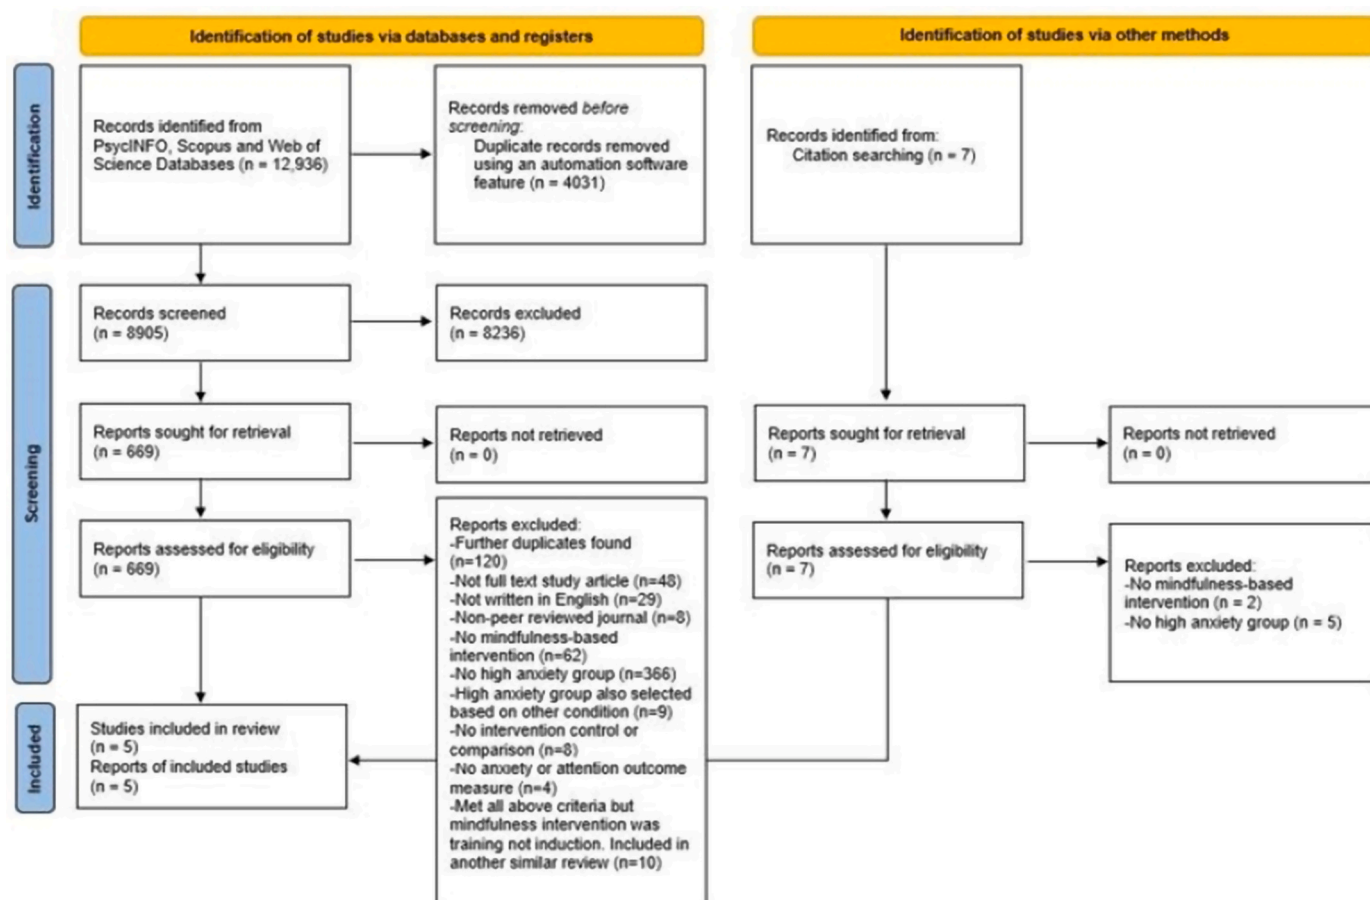 Identification of studies via databases and registers
Identification of studies via other methods
Identification
Records identified from
PsycINFO, Scopus and Web of
Science Databases (n = 12,936)
Records removed before
screening:
Duplicate records removed
using an automation software
feature (n = 4031)
Records identified from:
Citation searching (n = 7)
Screening
Records screened
(n = 8905)
Records excluded
(n = 8236)
Reports sought for retrieval
(n = 669)
Reports not retrieved
(n = 0)
Reports sought for retrieval
(n = 7)
Reports not retrieved
(n = 0)
Reports assessed for eligibility
(n = 669)
Reports excluded:
-Further duplicates found
(n=120)
-Not full text study article (n=48)
-Not written in English (n=29)
-Non-peer reviewed journal (n=8)
-No mindfulness-based
intervention (n=62)
-No high anxiety group (n=366)
-High anxiety group also selected
based on other condition (n=9)
-No intervention control or
comparison (n=8)
-No anxiety or attention outcome
measure (n=4)
-Met all above criteria but
mindfulness intervention was
training not induction. Included in
another similar review (n=10)
Reports assessed for eligibility
(n = 7)
Reports excluded:
-No mindfulness-based
intervention (n = 2)
-No high anxiety group (n = 5)
Included
Studies included in review
(n = 5)
Reports of included studies
(n = 5)